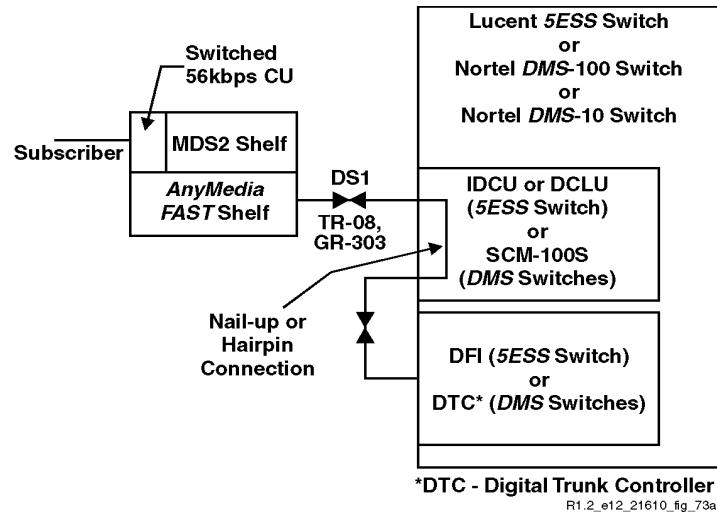 Switched
56kbps CU
Subscriber
MDS2 Shelf
AnyMedia
FAST Shelf
DS1
TR-08,
GR-303
Nail-up or
Hairpin
Connection
Lucent 5ESS Switch
or
Nortel DMS-100 Switch
or
Nortel DMS-10 Switch
IDCU or DCLU
(5ESS Switch)
or
SCM-100S
(DMS Switches)
DFI (5ESS Switch)
or
DTC* (DMS Switches)
*DTC - Digital Trunk Controller
R1.2_e12_21610_fig_73a